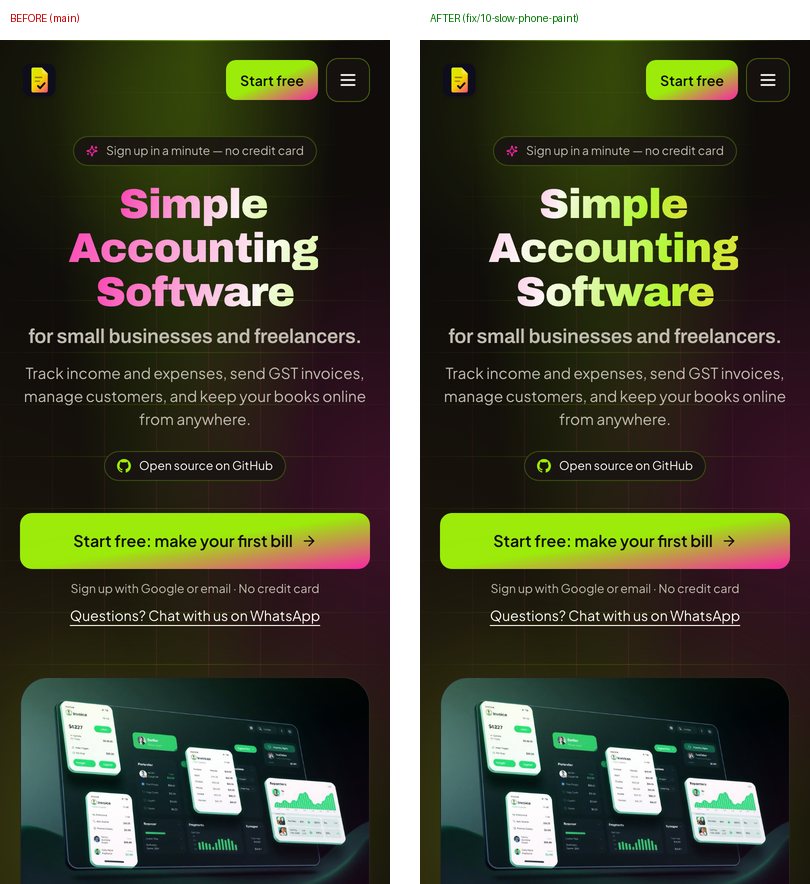 BEFORE (main)
Start free
Sign up in a minute — no credit card
Simple
Accounting
Software
for small businesses and freelancers.
Track income and expenses, send GST invoices,
manage customers, and keep your books online
from anywhere.
Open source on GitHub
Start free: make your first bill →
Sign up with Google or email · No credit card
Questions? Chat with us on WhatsApp
Invoice
$4227
AFTER (fix/10-slow-phone-paint)
Start free
Sign up in a minute — no credit card
Simple
Accounting
Software
for small businesses and freelancers.
Track income and expenses, send GST invoices,
manage customers, and keep your books online
from anywhere.
Open source on GitHub
Start free: make your first bill →
Sign up with Google or email · No credit card
Questions? Chat with us on WhatsApp
Invoice
$4227